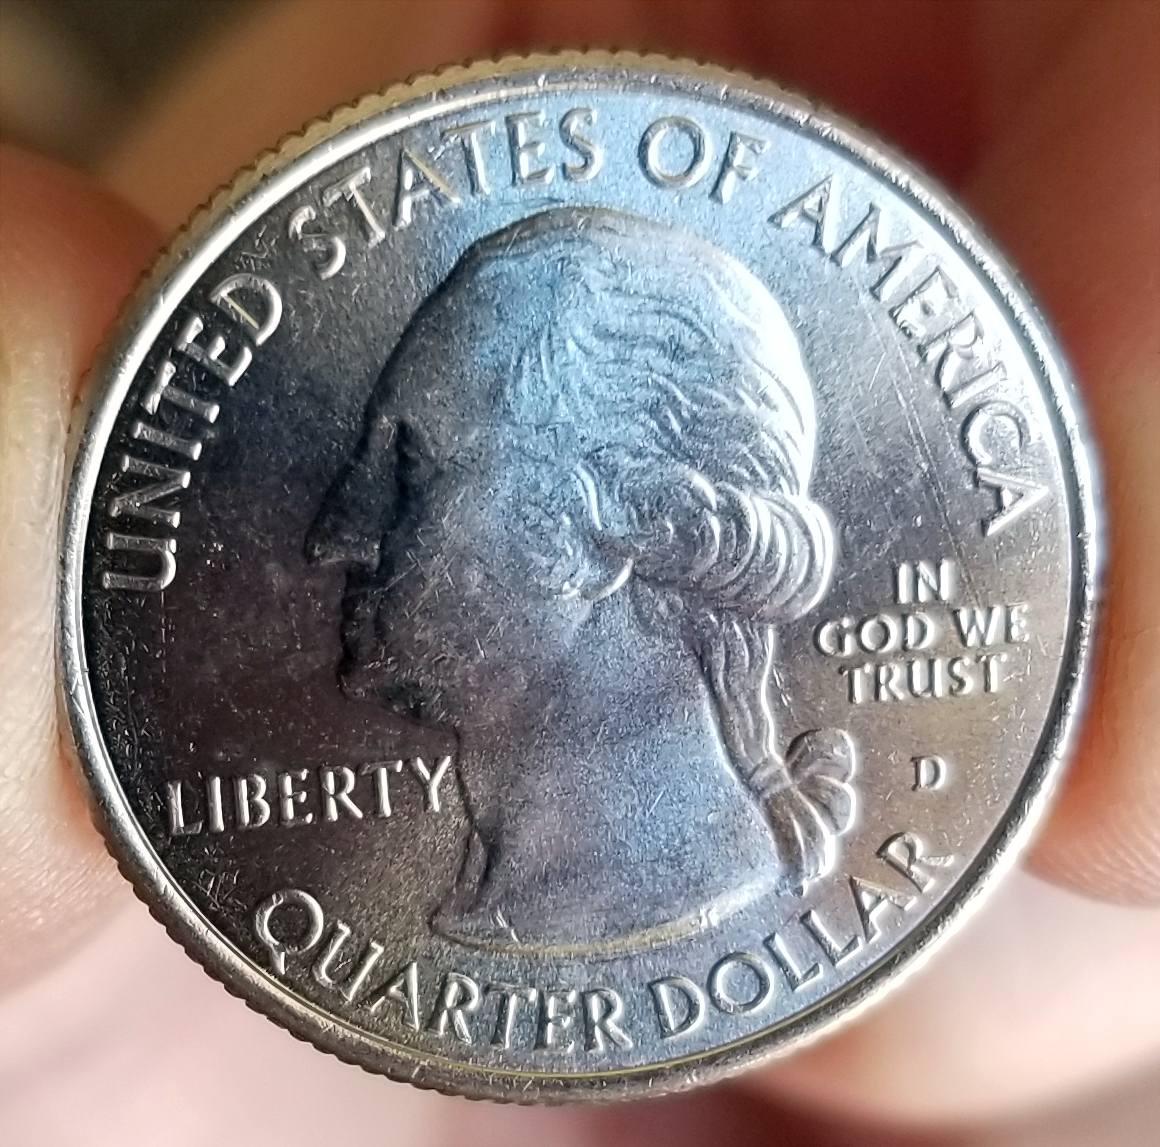 UNITED STATES OF AMERICA
LIBERTY
IN
GOD WE
TRUST
D
QUARTER DOLLAR